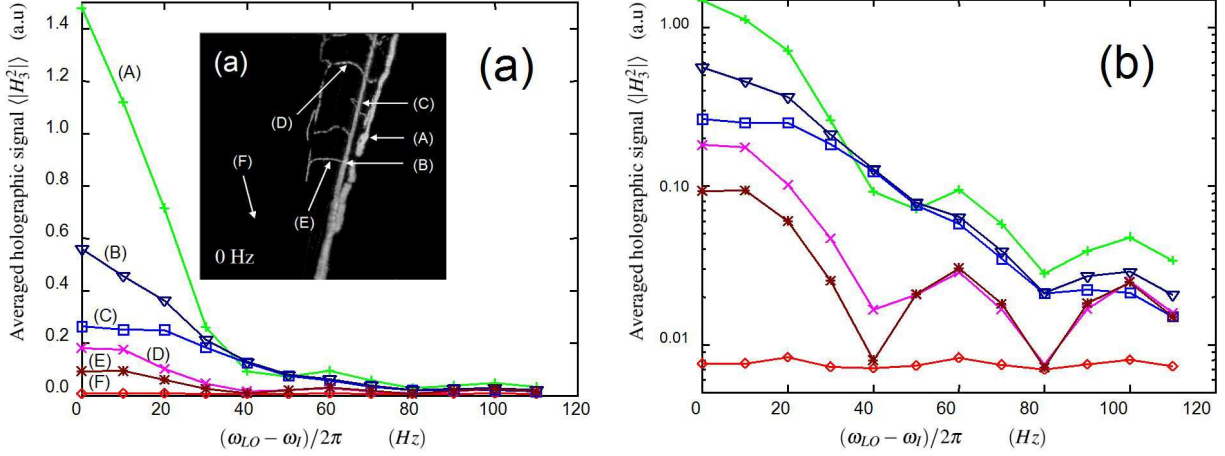 Averaged holographic signal ⟨|H₃²|⟩ (a.u)
1.4
1.2
1.0
0.8
0.6
0.4
0.2
0.0
(A)
(B)
(C)
(D)
(E)
(F)
(a)
(a)
(C)
(D)
(A)
(F)
(B)
(E)
0 Hz
0 20 40 60 80 100 120
(ω_LO − ω_I)/2π (Hz)
Averaged holographic signal ⟨|H₃²|⟩ (a.u)
1.00
0.10
0.01
(b)
0 20 40 60 80 100 120
(ω_LO − ω_I)/2π (Hz)